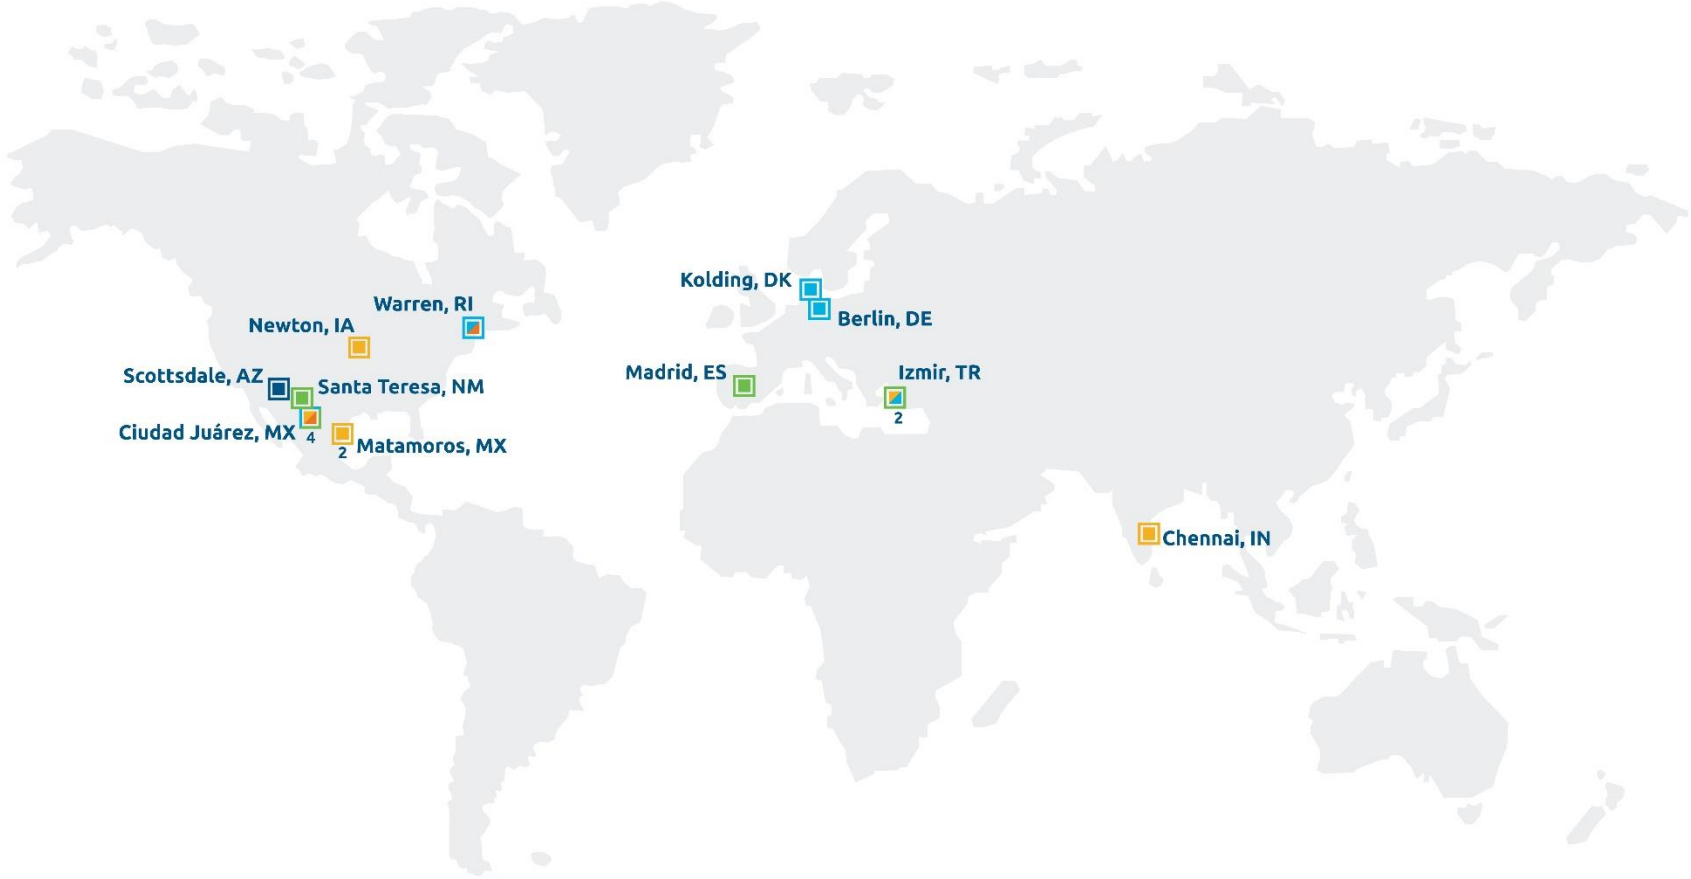 Kolding, DK
Warren, RI
Berlin, DE
Newton, IA
Madrid, ES
Izmir, TR
Scottsdale, AZ
Santa Teresa, NM
2
Ciudad Juárez, MX
4
Matamoros, MX
2
Chennai, IN